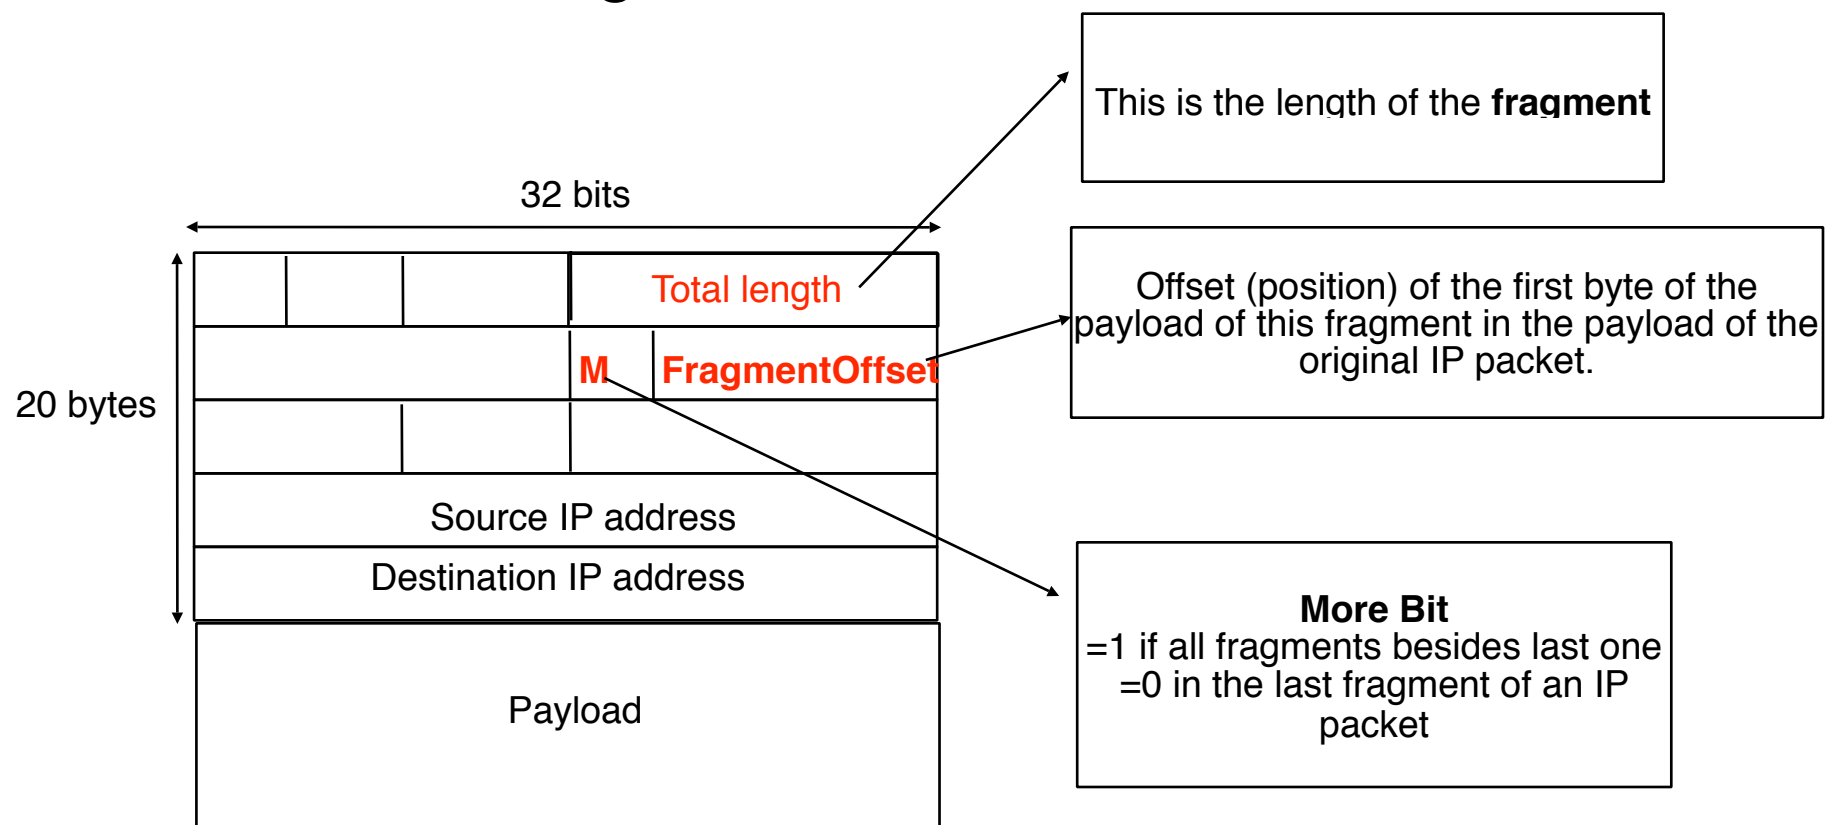 This is the length of the fragment
32 bits
Total length
Offset (position) of the first byte of the
payload of this fragment in the payload of the
original IP packet.
M
FragmentOffset
20 bytes
Source IP address
Destination IP address
More Bit
=1 if all fragments besides last one
=0 in the last fragment of an IP
packet
Payload